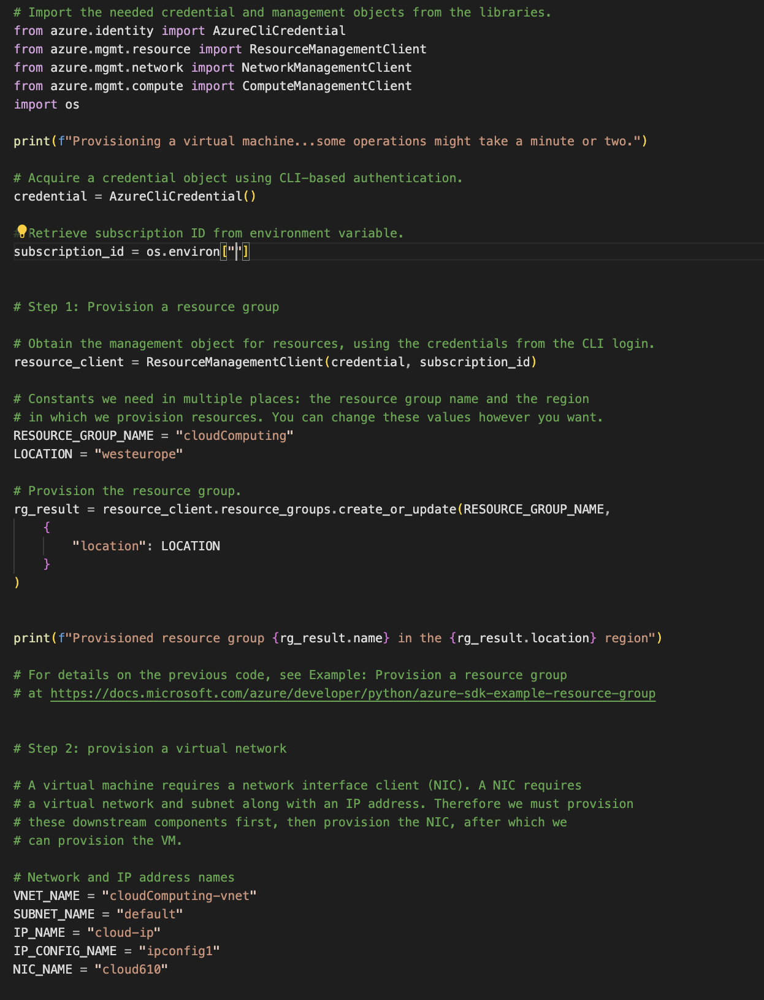 # Import the needed credential and management objects from the libraries.
from azure.identity import AzureCliCredential
from azure.mgmt.resource import ResourceManagementClient
from azure.mgmt.network import NetworkManagementClient
from azure.mgmt.compute import ComputeManagementClient
import os

print(f"Provisioning a virtual machine...some operations might take a minute or two.")

# Acquire a credential object using CLI-based authentication.
credential = AzureCliCredential()

# Retrieve subscription ID from environment variable.
subscription_id = os.environ[""]


# Step 1: Provision a resource group

# Obtain the management object for resources, using the credentials from the CLI login.
resource_client = ResourceManagementClient(credential, subscription_id)

# Constants we need in multiple places: the resource group name and the region
# in which we provision resources. You can change these values however you want.
RESOURCE_GROUP_NAME = "cloudComputing"
LOCATION = "westeurope"

# Provision the resource group.
rg_result = resource_client.resource_groups.create_or_update(RESOURCE_GROUP_NAME,
    {
        "location": LOCATION
    }
)


print(f"Provisioned resource group {rg_result.name} in the {rg_result.location} region")

# For details on the previous code, see Example: Provision a resource group
# at https://docs.microsoft.com/azure/developer/python/azure-sdk-example-resource-group


# Step 2: provision a virtual network

# A virtual machine requires a network interface client (NIC). A NIC requires
# a virtual network and subnet along with an IP address. Therefore we must provision
# these downstream components first, then provision the NIC, after which we
# can provision the VM.

# Network and IP address names
VNET_NAME = "cloudComputing-vnet"
SUBNET_NAME = "default"
IP_NAME = "cloud-ip"
IP_CONFIG_NAME = "ipconfig1"
NIC_NAME = "cloud610"